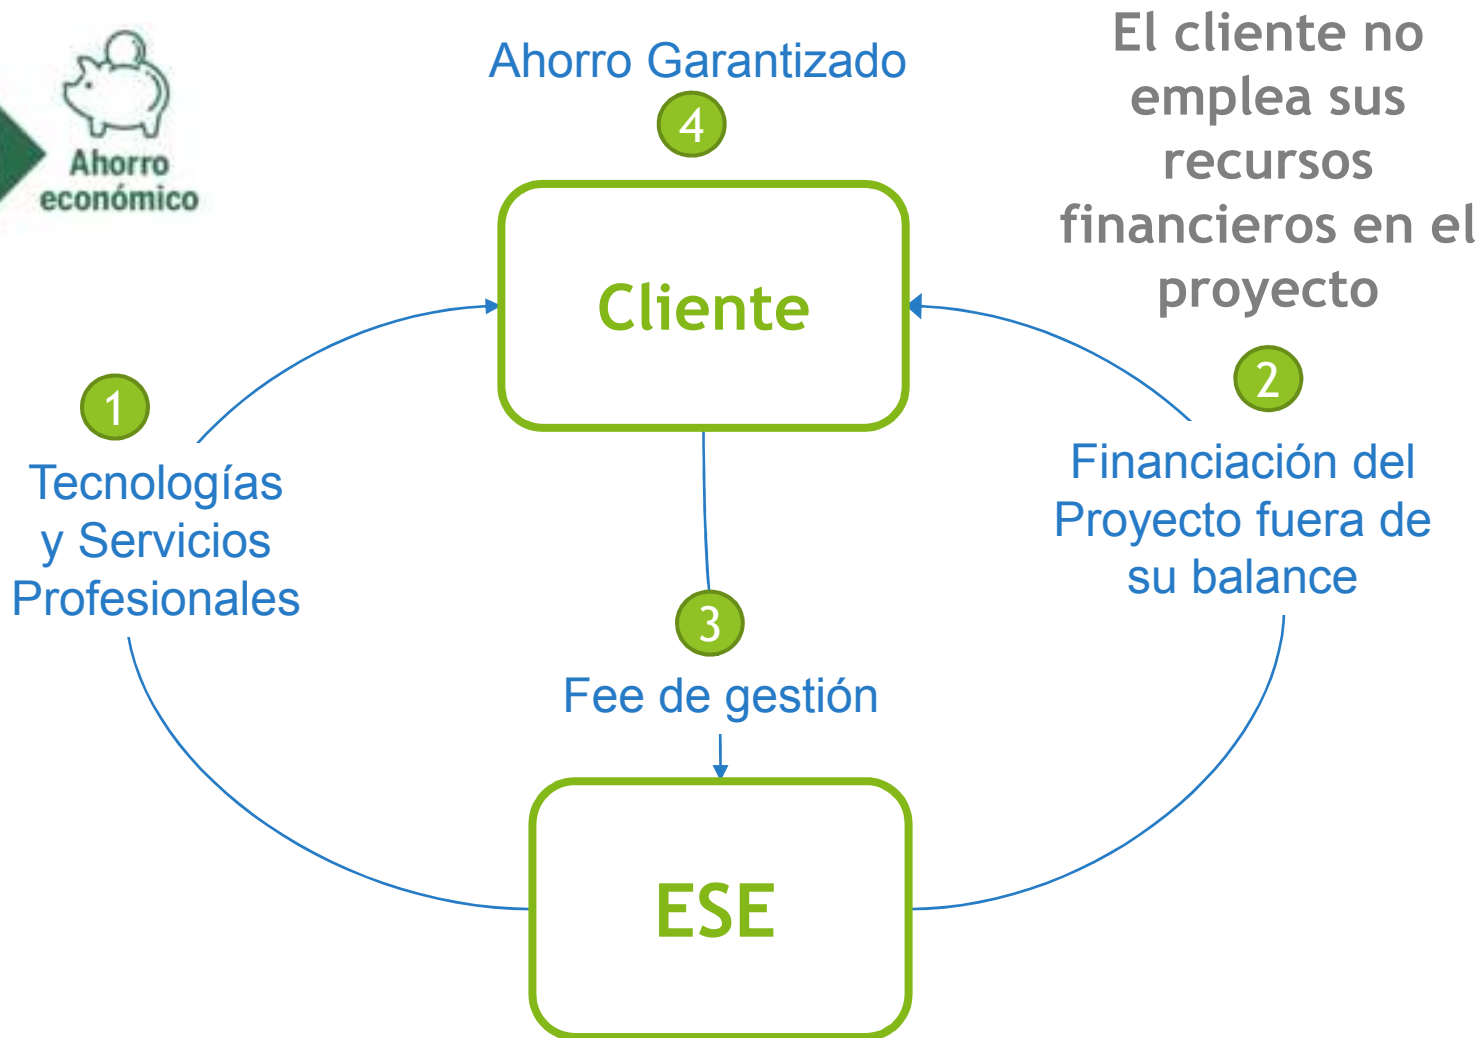 Ahorro
económico
Ahorro Garantizado
4
El cliente no
emplea sus
recursos
financieros en el
proyecto
Cliente
1
Tecnologías
y Servicios
Profesionales
2
Financiación del
Proyecto fuera de
su balance
3
Fee de gestión
ESE